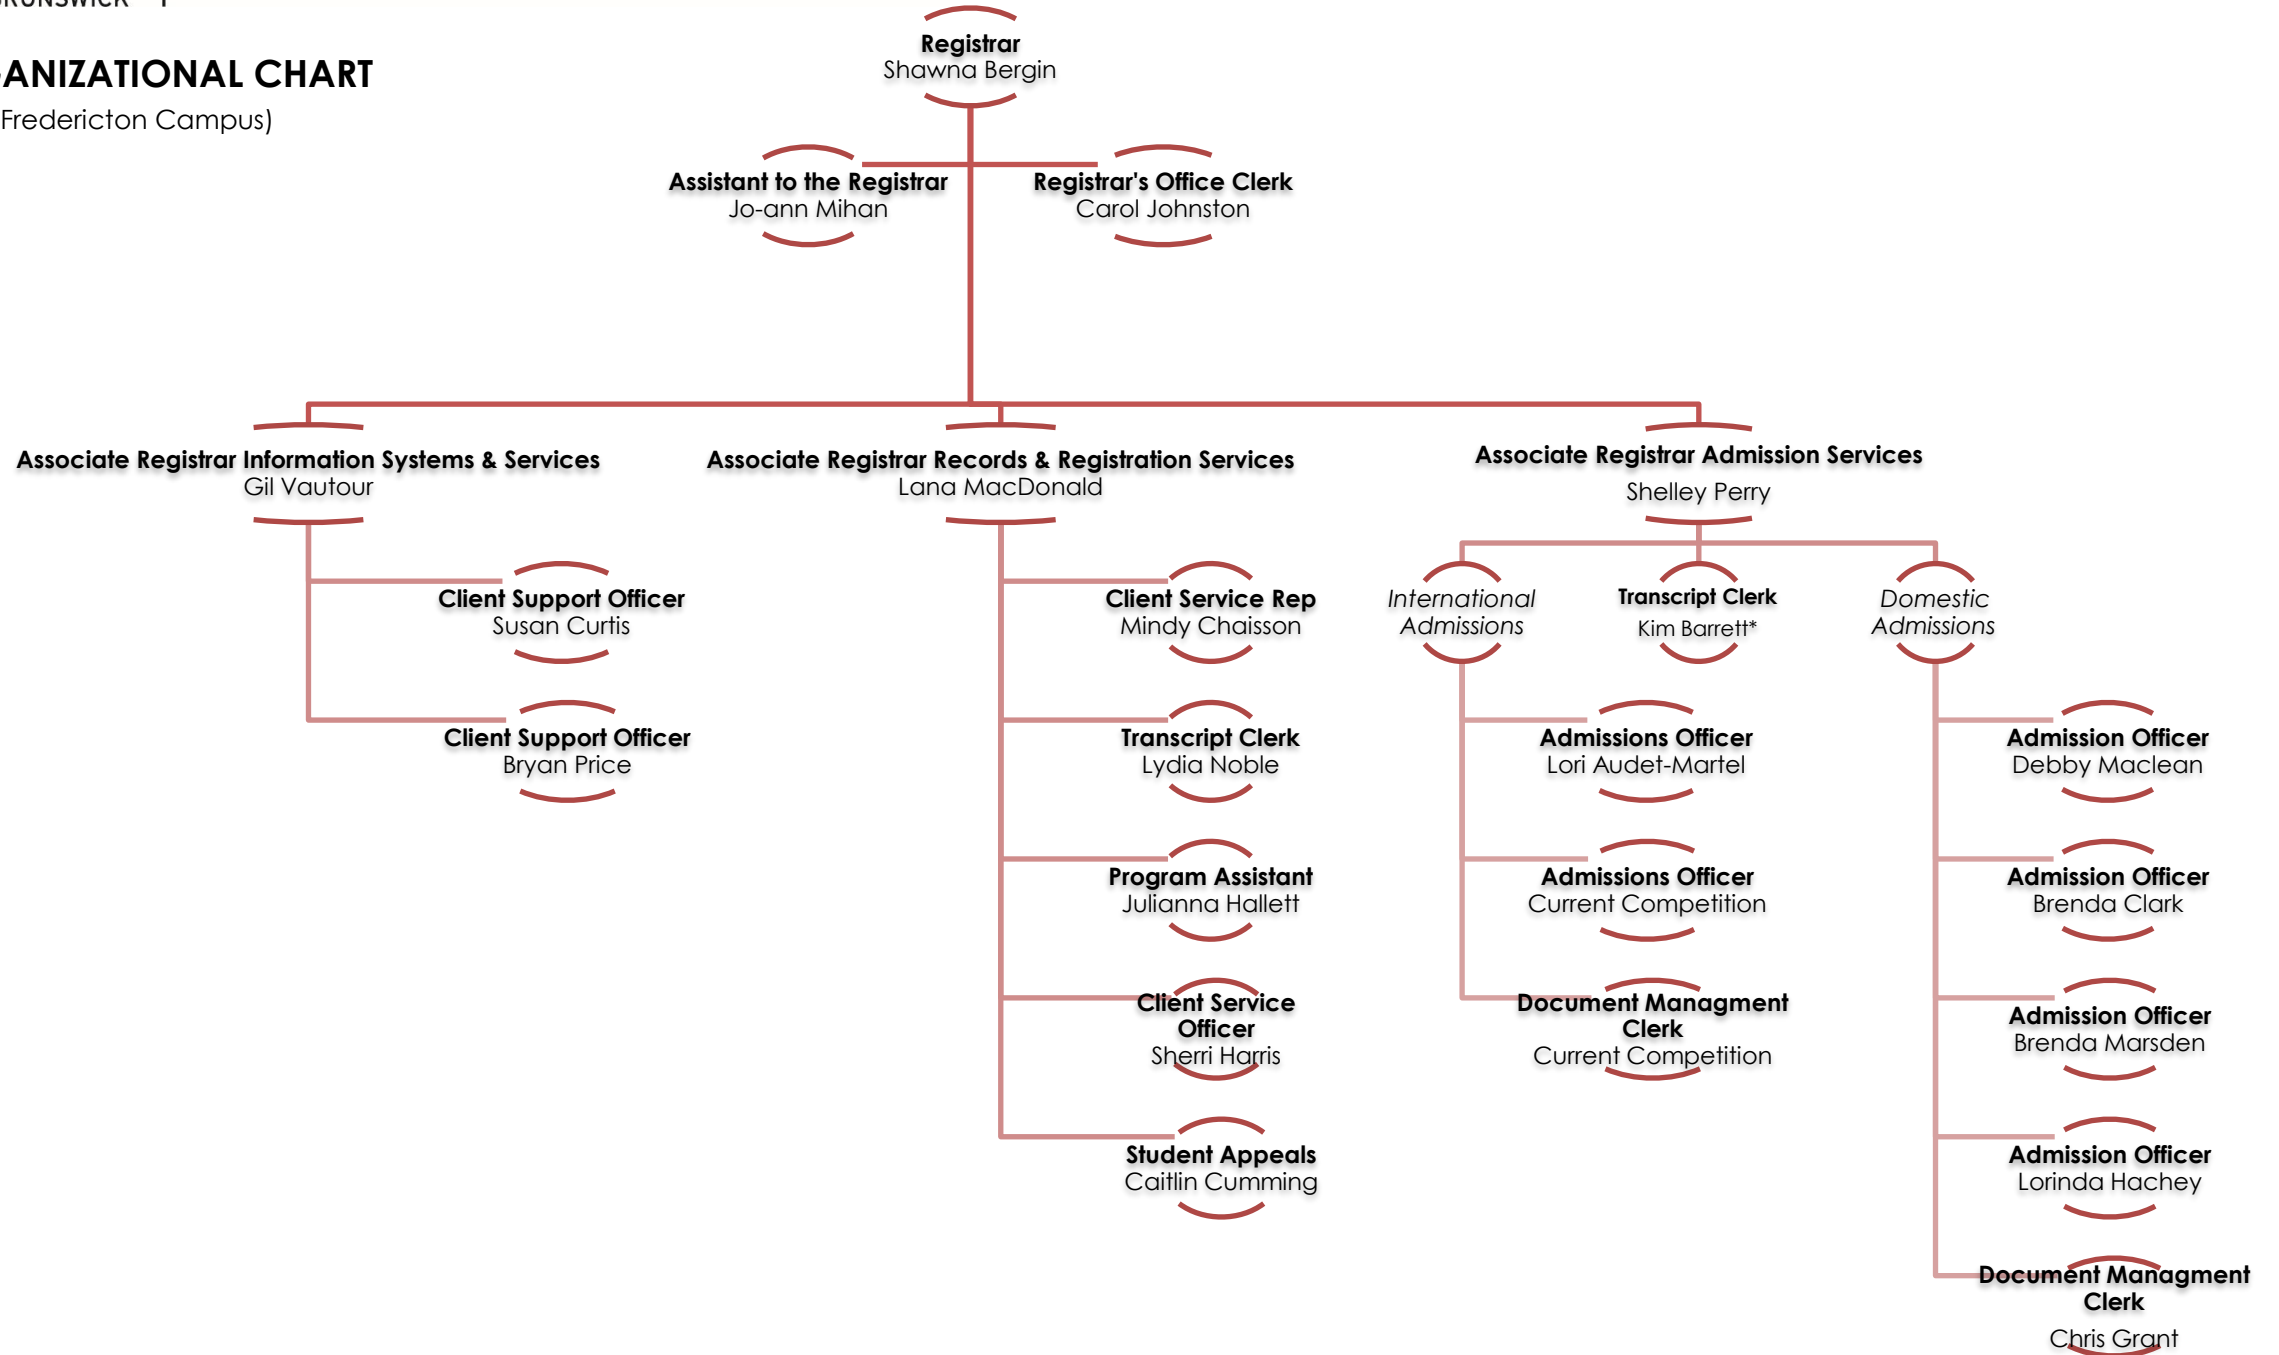 ANIZATIONAL CHART
Fredericton Campus)
Registrar
Shawna Bergin
Assistant to the Registrar
Jo-ann Mihan
Registrar's Office Clerk
Carol Johnston
Associate Registrar Information Systems & Services
Gil Vautour
Client Support Officer
Susan Curtis
Client Support Officer
Bryan Price
Associate Registrar Records & Registration Services
Lana MacDonald
Client Service Rep
Mindy Chaisson
Transcript Clerk
Lydia Noble
Program Assistant
Julianna Hallett
Client Service
Officer
Sherri Harris
Student Appeals
Caitlin Cumming
Associate Registrar Admission Services
Shelley Perry
International
Admissions
Admissions Officer
Lori Audet-Martel
Admissions Officer
Current Competition
Document Managment
Clerk
Current Competition
Transcript Clerk
Kim Barrett*
Domestic
Admissions
Admission Officer
Debby Maclean
Admission Officer
Brenda Clark
Admission Officer
Brenda Marsden
Admission Officer
Lorinda Hachey
Document Managment
Clerk
Chris Grant